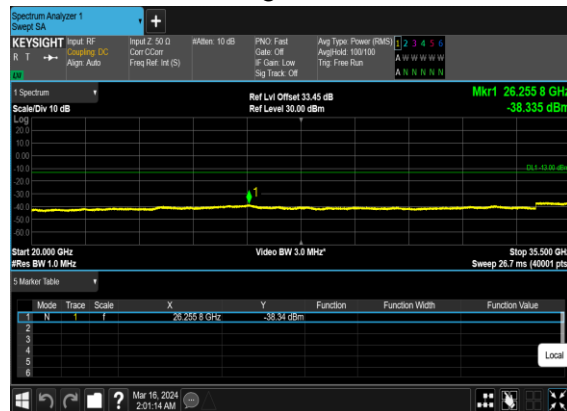 Spectrum Analyzer 1
Swept SA
+
KEYSIGHT Input: RF Input Z: 50 Ω #Atten: 10 dB PNO: Fast Avg Type: Power (RMS) 1 2 3 4 5 6
R T Coupling: DC Corr CCorr Gate: Off Avg|Hold: 100/100 A W W W W W
Align: Auto Freq Ref: Int (S) IF Gain: Low Trig: Free Run
Sig Track: Off A N N N N N
1 Spectrum Ref Lvl Offset 33.45 dB Mkr1 26.255 8 GHz
Scale/Div 10 dB Ref Level 30.00 dBm -38.335 dBm
Log
20.0
10.0
0.00
-10.0
DL1 -13.00 dBm
-20.0
-30.0
1
-40.0
-50.0
-60.0
Start 20.000 GHz Video BW 3.0 MHz* Stop 35.500 GHz
#Res BW 1.0 MHz Sweep 26.7 ms (40001 pts)
5 Marker Table
Mode Trace Scale X Y Function Function Width Function Value
1 N 1 f 26.255 8 GHz -38.34 dBm
2
3
4
5
6
Local
? Mar 16, 2024
2:01:14 AM